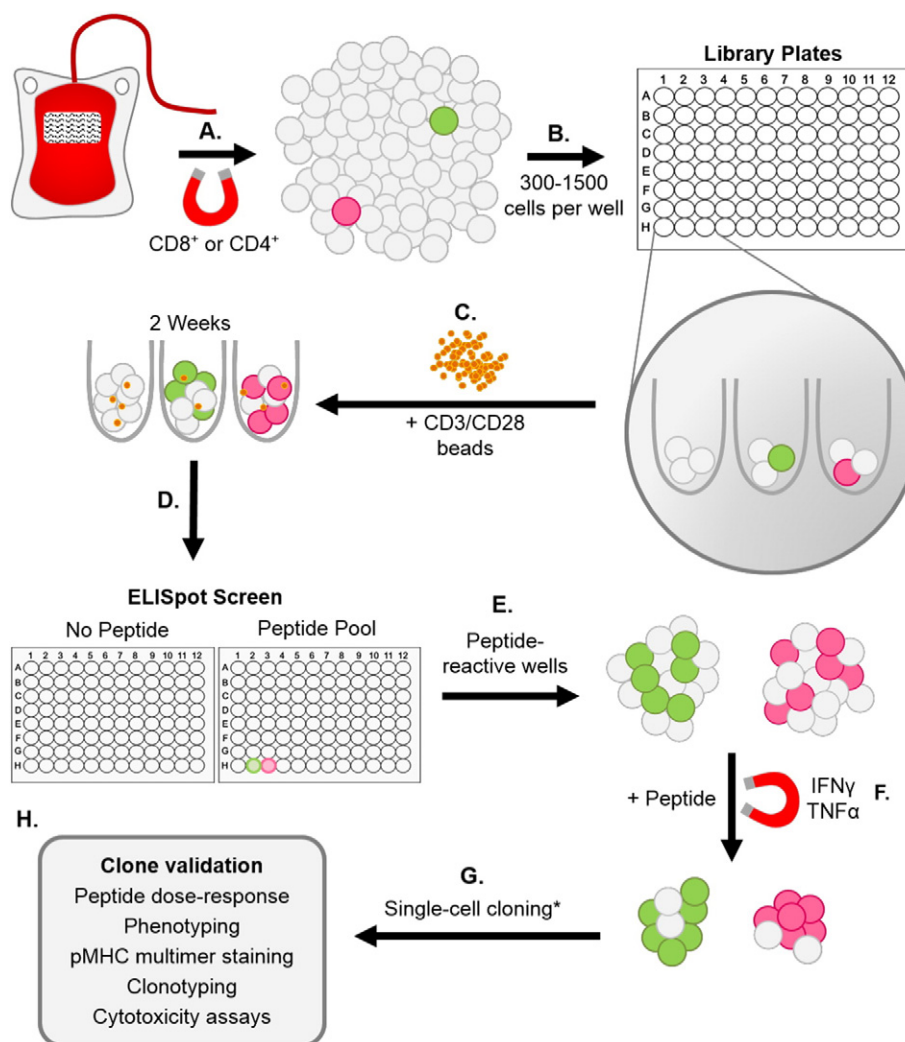 Library Plates
1 2 3 4 5 6 7 8 9 10 11 12
A
B
C
D
E
F
G
H
A.
CD8⁺ or CD4⁺
B.
300-1500
cells per well
2 Weeks
C.
+ CD3/CD28
beads
D.
ELISpot Screen
No Peptide
Peptide Pool
1 2 3 4 5 6 7 8 9 10 11 12
A
B
C
D
E
F
G
H
1 2 3 4 5 6 7 8 9 10 11 12
A
B
C
D
E
F
G
H
E.
Peptide-
reactive wells
+ Peptide
IFNγ
TNFα
F.
G.
Single-cell cloning*
H.
Clone validation
Peptide dose-response
Phenotyping
pMHC multimer staining
Clonotyping
Cytotoxicity assays